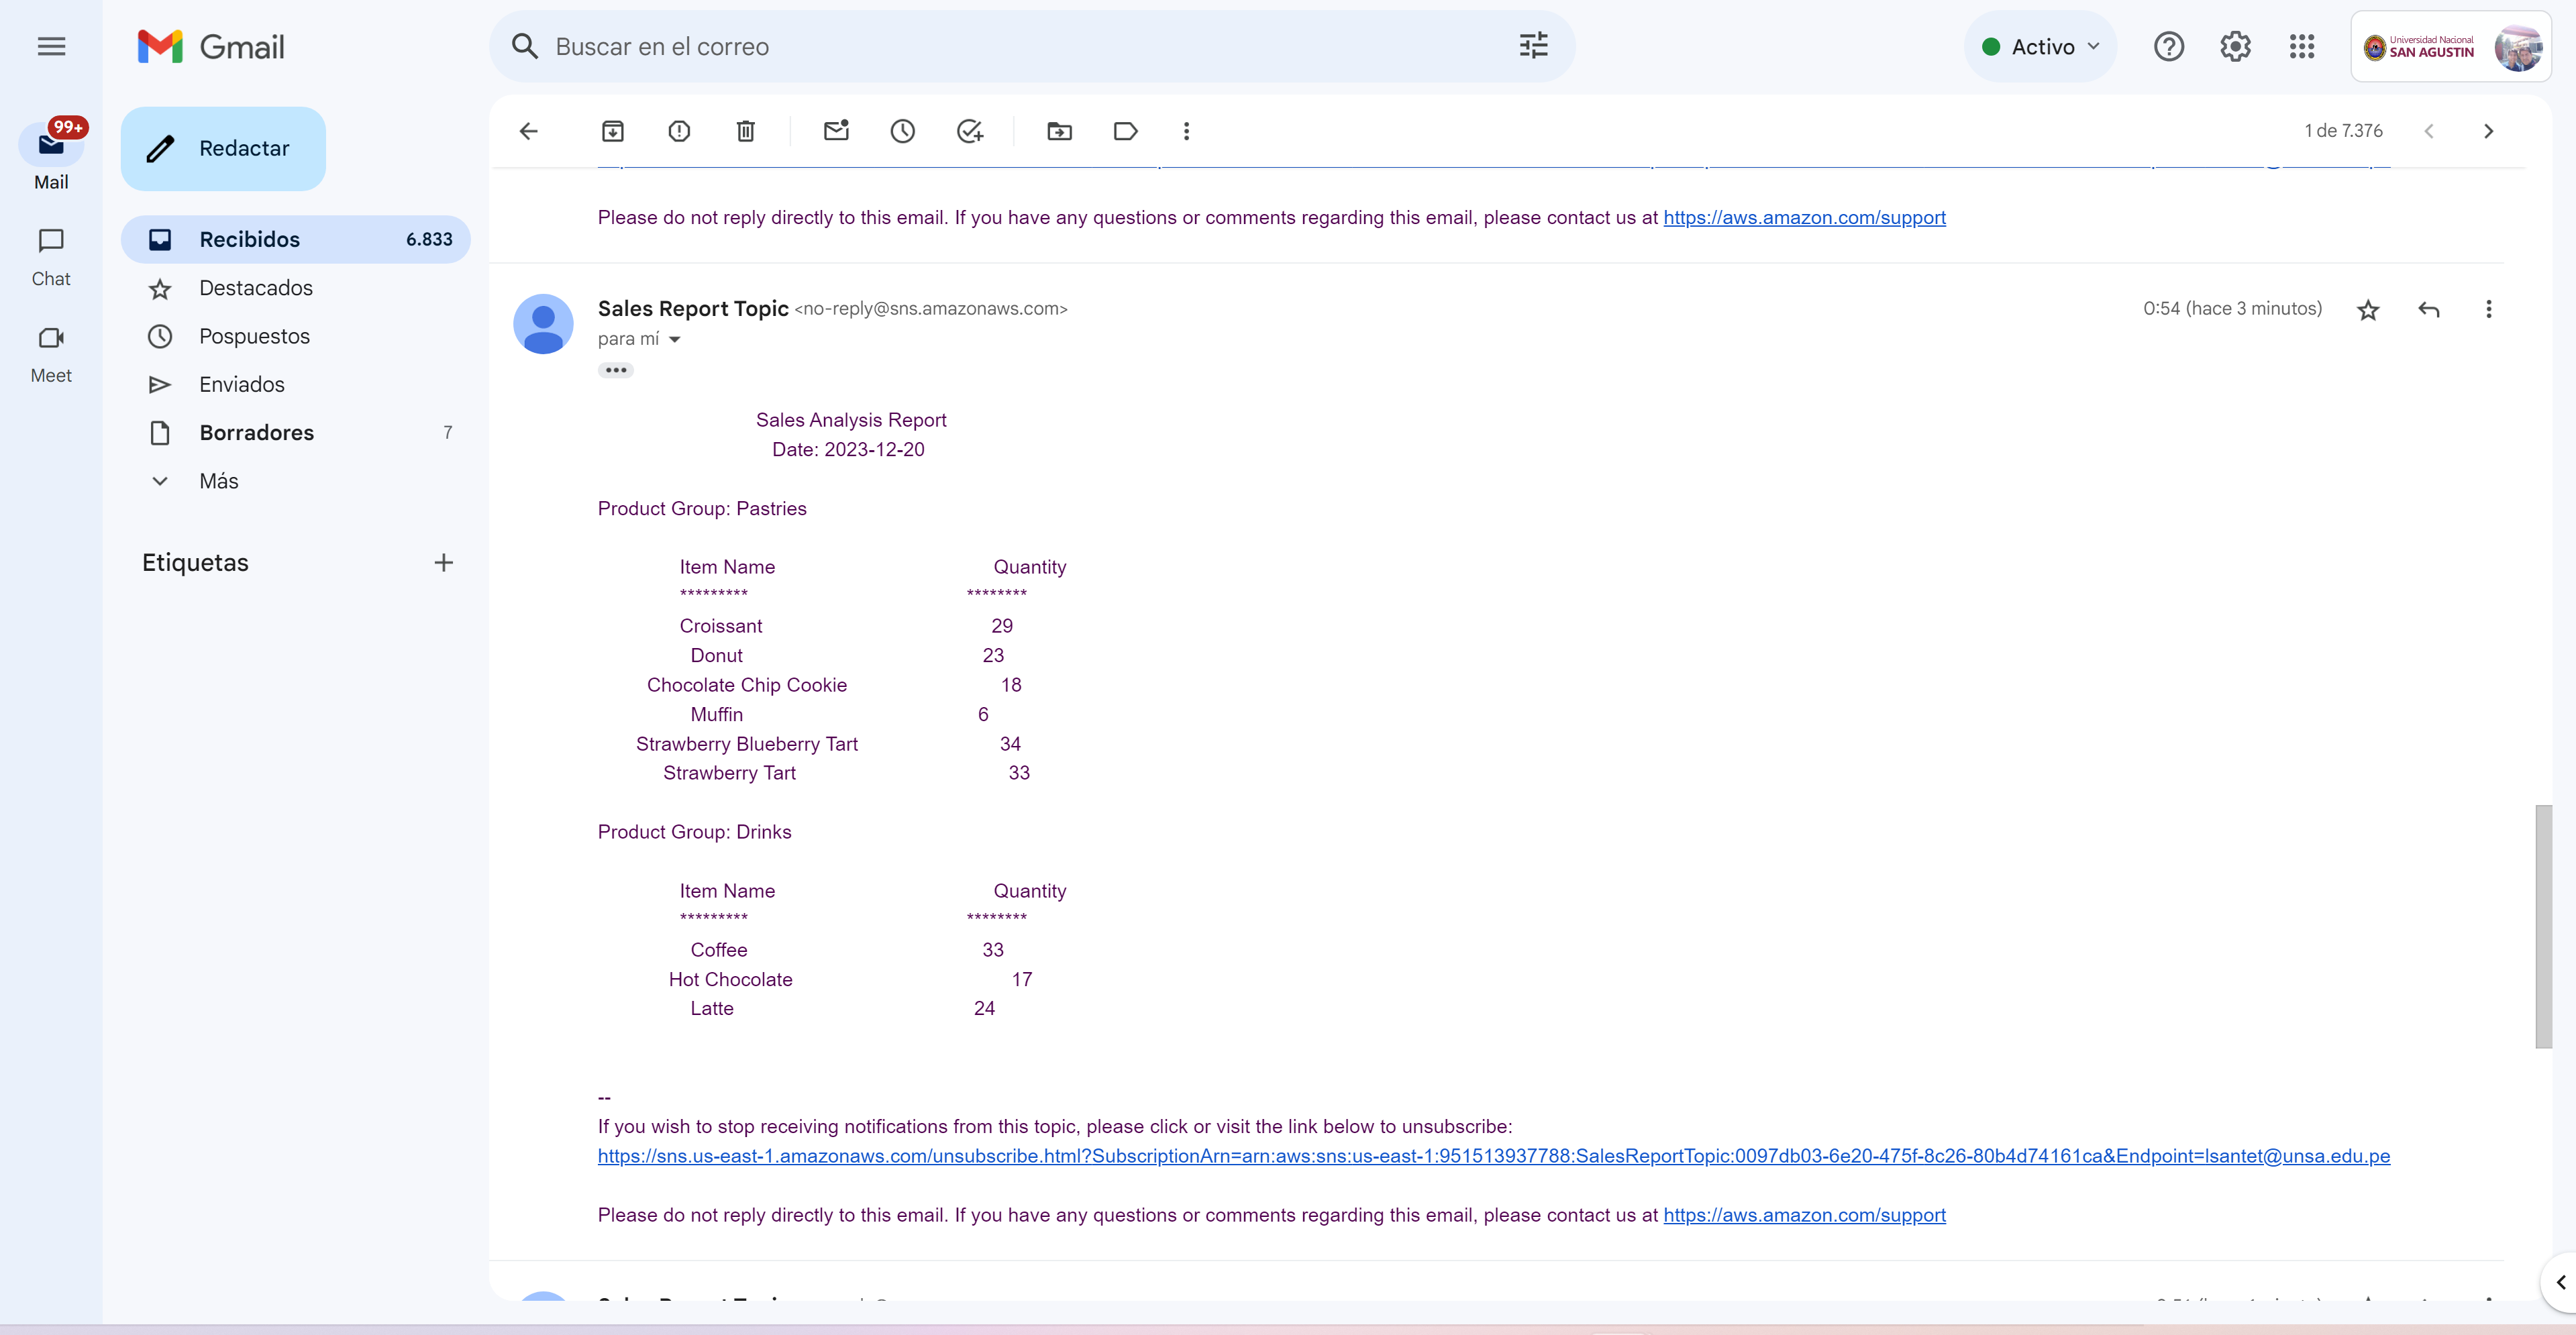 Gmail
Buscar en el correo
Activo
Universidad Nacional
SAN AGUSTIN
99+
Mail
Chat
Meet
Redactar
Recibidos 6.833
Destacados
Pospuestos
Enviados
Borradores 7
Más
Etiquetas
1 de 7.376
Please do not reply directly to this email. If you have any questions or comments regarding this email, please contact us at https://aws.amazon.com/support
Sales Report Topic <no-reply@sns.amazonaws.com>
0:54 (hace 3 minutos)
para mí
Sales Analysis Report
Date: 2023-12-20
Product Group: Pastries
Item Name Quantity
********* ********
Croissant 29
Donut 23
Chocolate Chip Cookie 18
Muffin 6
Strawberry Blueberry Tart 34
Strawberry Tart 33
Product Group: Drinks
Item Name Quantity
********* ********
Coffee 33
Hot Chocolate 17
Latte 24
--
If you wish to stop receiving notifications from this topic, please click or visit the link below to unsubscribe:
https://sns.us-east-1.amazonaws.com/unsubscribe.html?SubscriptionArn=arn:aws:sns:us-east-1:951513937788:SalesReportTopic:0097db03-6e20-475f-8c26-80b4d74161ca&Endpoint=lsantet@unsa.edu.pe
Please do not reply directly to this email. If you have any questions or comments regarding this email, please contact us at https://aws.amazon.com/support